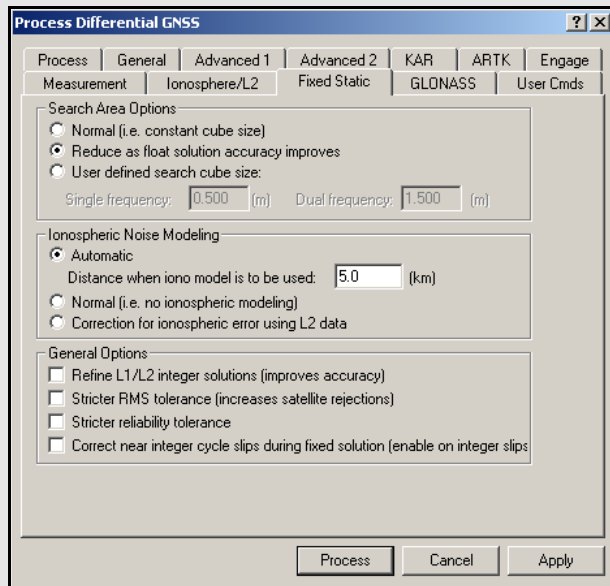 Process Differential GNSS
Process General Advanced 1 Advanced 2 KAR ARTK Engage
Measurement Ionosphere/L2 Fixed Static GLONASS User Cmds
Search Area Options
Normal (i.e. constant cube size)
Reduce as float solution accuracy improves
User defined search cube size:
Single frequency: 0.500 (m) Dual frequency: 1.500 (m)
Ionospheric Noise Modeling
Automatic
Distance when iono model is to be used: 5.0 (km)
Normal (i.e. no ionospheric modeling)
Correction for ionospheric error using L2 data
General Options
Refine L1/L2 integer solutions (improves accuracy)
Stricter RMS tolerance (increases satellite rejections)
Stricter reliability tolerance
Correct near integer cycle slips during fixed solution (enable on integer slips
Process Cancel Apply